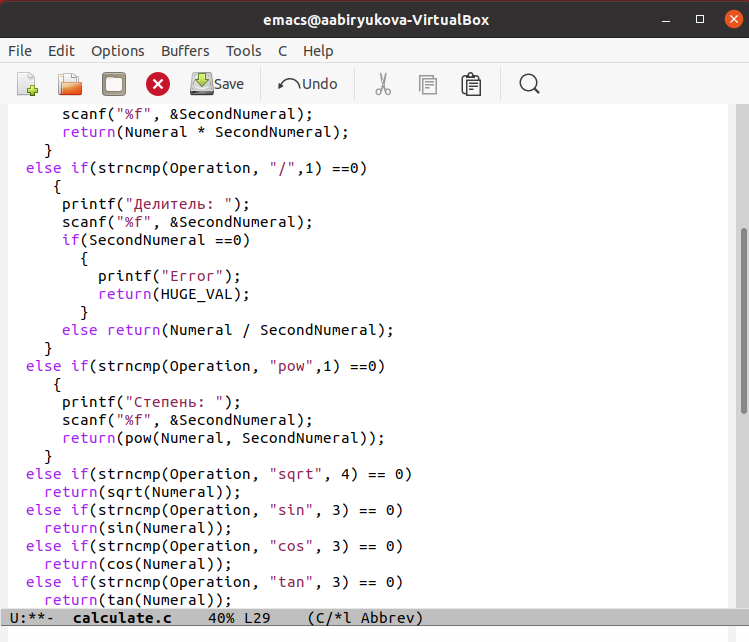 emacs@aabiryukova-VirtualBox
File Edit Options Buffers Tools C Help
Save Undo
scanf("%f", &SecondNumeral);
return(Numeral * SecondNumeral);
}
else if(strncmp(Operation, "/",1) ==0)
{
printf("Делитель: ");
scanf("%f", &SecondNumeral);
if(SecondNumeral ==0)
{
printf("Error");
return(HUGE_VAL);
}
else return(Numeral / SecondNumeral);
}
else if(strncmp(Operation, "pow",1) ==0)
{
printf("Степень: ");
scanf("%f", &SecondNumeral);
return(pow(Numeral, SecondNumeral));
}
else if(strncmp(Operation, "sqrt", 4) == 0)
return(sqrt(Numeral));
else if(strncmp(Operation, "sin", 3) == 0)
return(sin(Numeral));
else if(strncmp(Operation, "cos", 3) == 0)
return(cos(Numeral));
else if(strncmp(Operation, "tan", 3) == 0)
return(tan(Numeral));
U:**- calculate.c 40% L29 (C/*l Abbrev)